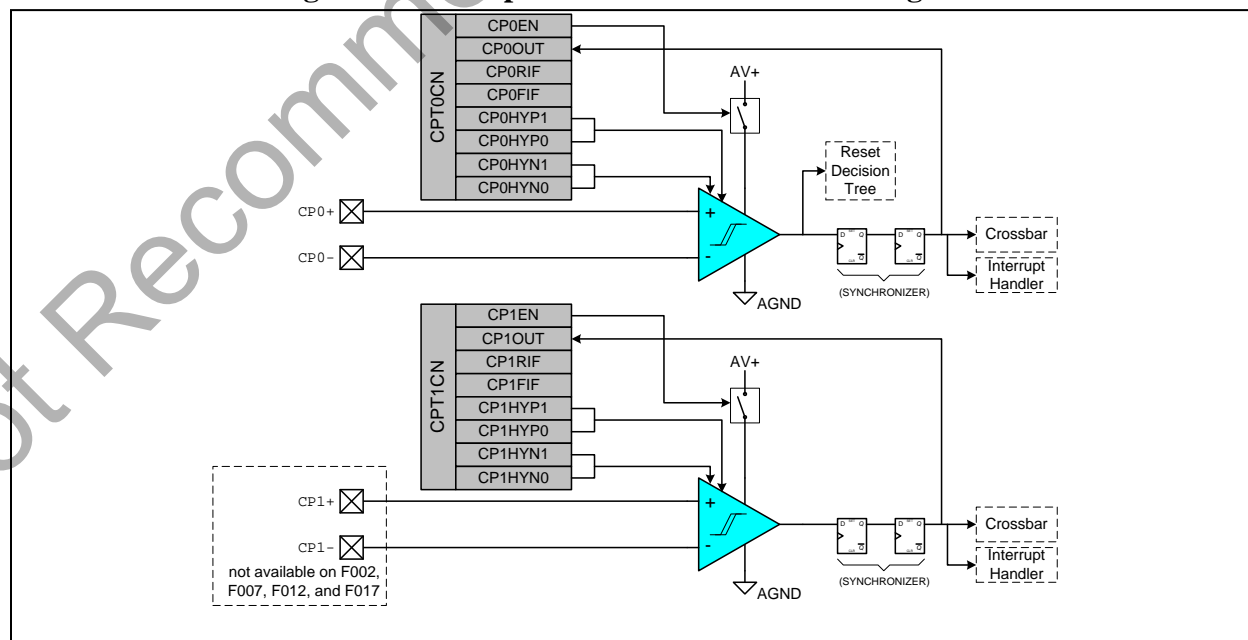 CPT0CN
CP0EN
CP0OUT
CP0RIF
CP0FIF
CP0HYP1
CP0HYP0
CP0HYN1
CP0HYN0
AV+
Reset
Decision
Tree
CP0+
CP0-
+
-
D
Q
Q
D
Q
Q
(SYNCHRONIZER)
Crossbar
Interrupt
Handler
AGND
CPT1CN
CP1EN
CP1OUT
CP1RIF
CP1FIF
CP1HYP1
CP1HYP0
CP1HYN1
CP1HYN0
AV+
CP1+
CP1-
not available on F002,
F007, F012, and F017
+
-
D
Q
Q
D
Q
Q
(SYNCHRONIZER)
Crossbar
Interrupt
Handler
AGND